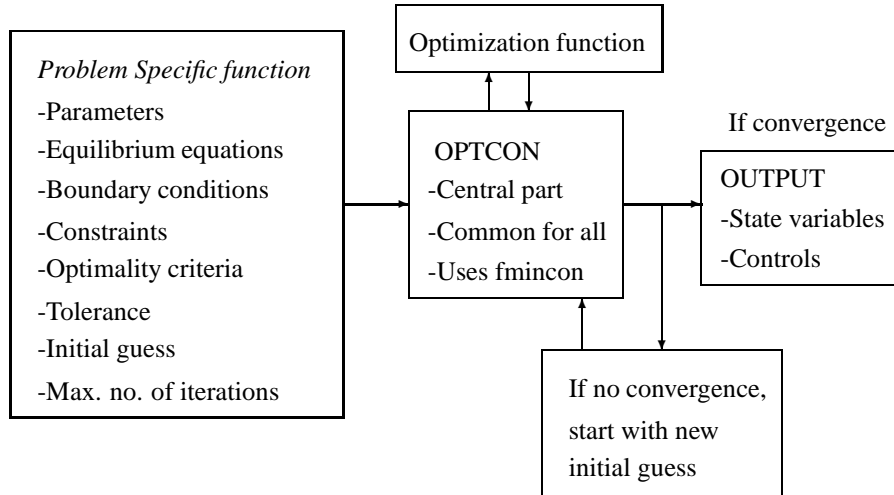 Problem Specific function
-Parameters
-Equilibrium equations
-Boundary conditions
-Constraints
-Optimality criteria
-Tolerance
-Initial guess
-Max. no. of iterations
Optimization function
OPTCON
-Central part
-Common for all
-Uses fmincon
If convergence
OUTPUT
-State variables
-Controls
If no convergence,
start with new
initial guess